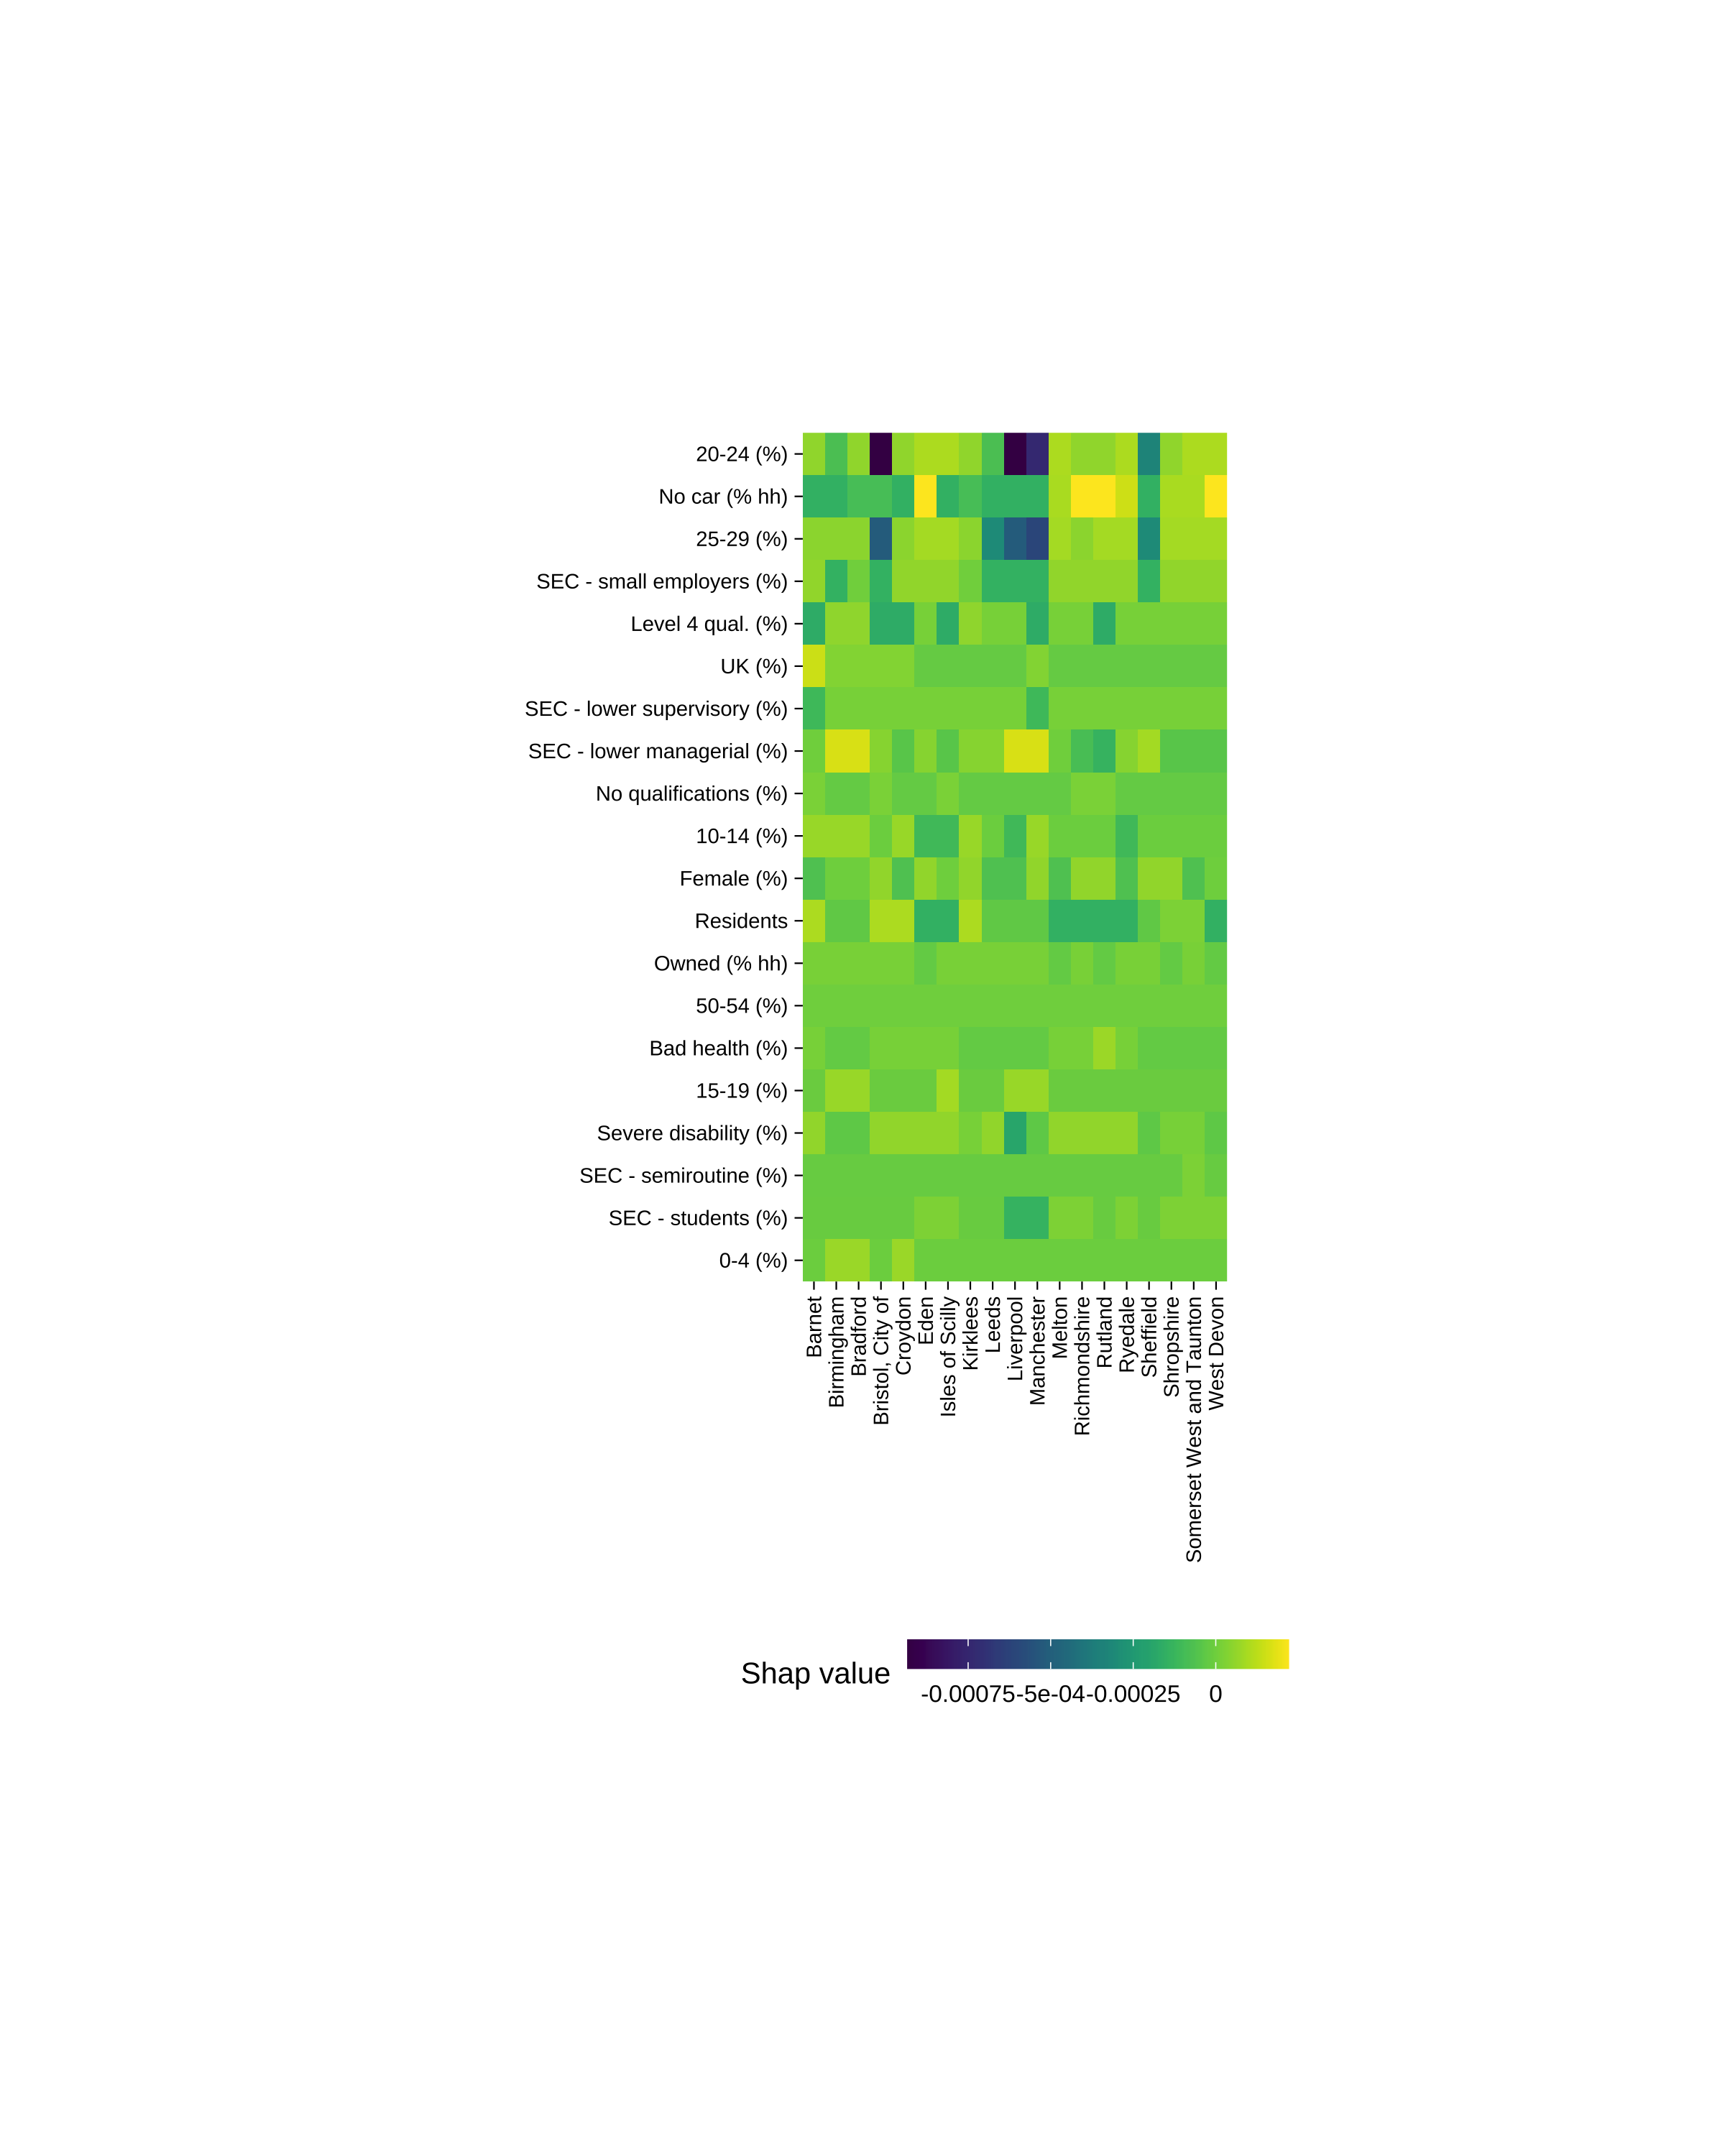 20-24 (%)
No car (% hh)
25-29 (%)
SEC - small employers (%)
Level 4 qual. (%)
UK (%)
SEC - lower supervisory (%)
SEC - lower managerial (%)
No qualifications (%)
10-14 (%)
Female (%)
Residents
Owned (% hh)
50-54 (%)
Bad health (%)
15-19 (%)
Severe disability (%)
SEC - semiroutine (%)
SEC - students (%)
0-4 (%)
Barnet
Birmingham
Bradford
Bristol, City of
Croydon
Eden
Isles of Scilly
Kirklees
Leeds
Liverpool
Manchester
Melton
Richmondshire
Rutland
Ryedale
Sheffield
Shropshire
Somerset West and Taunton
West Devon
Shap value
-0.00075 -5e-04 -0.00025 0